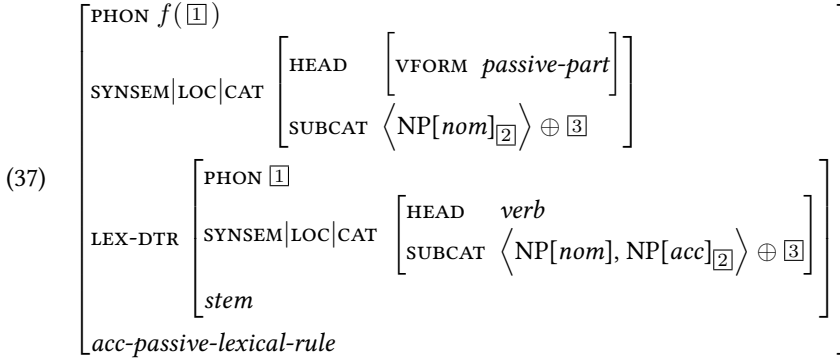 PHON f(1)
SYNSEM|LOC|CAT [HEAD [VFORM passive-part]
SUBCAT ⟨NP[nom]2⟩ ⊕ 3]
(37)
LEX-DTR [PHON 1
SYNSEM|LOC|CAT [HEAD verb
SUBCAT ⟨NP[nom], NP[acc]2⟩ ⊕ 3]
stem]
acc-passive-lexical-rule